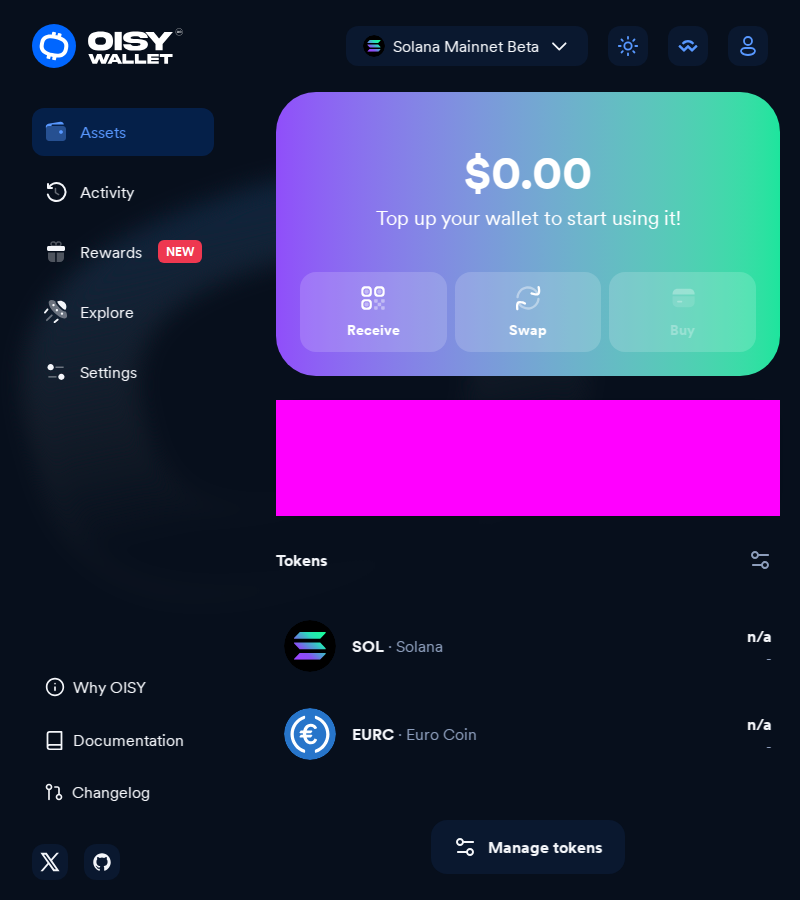 OISY
WALLET
Solana Mainnet Beta
Assets
Activity
Rewards NEW
Explore
Settings
$0.00
Top up your wallet to start using it!
Receive
Swap
Buy
Tokens
SOL · Solana
n/a
-
EURC · Euro Coin
n/a
-
Why OISY
Documentation
Changelog
Manage tokens